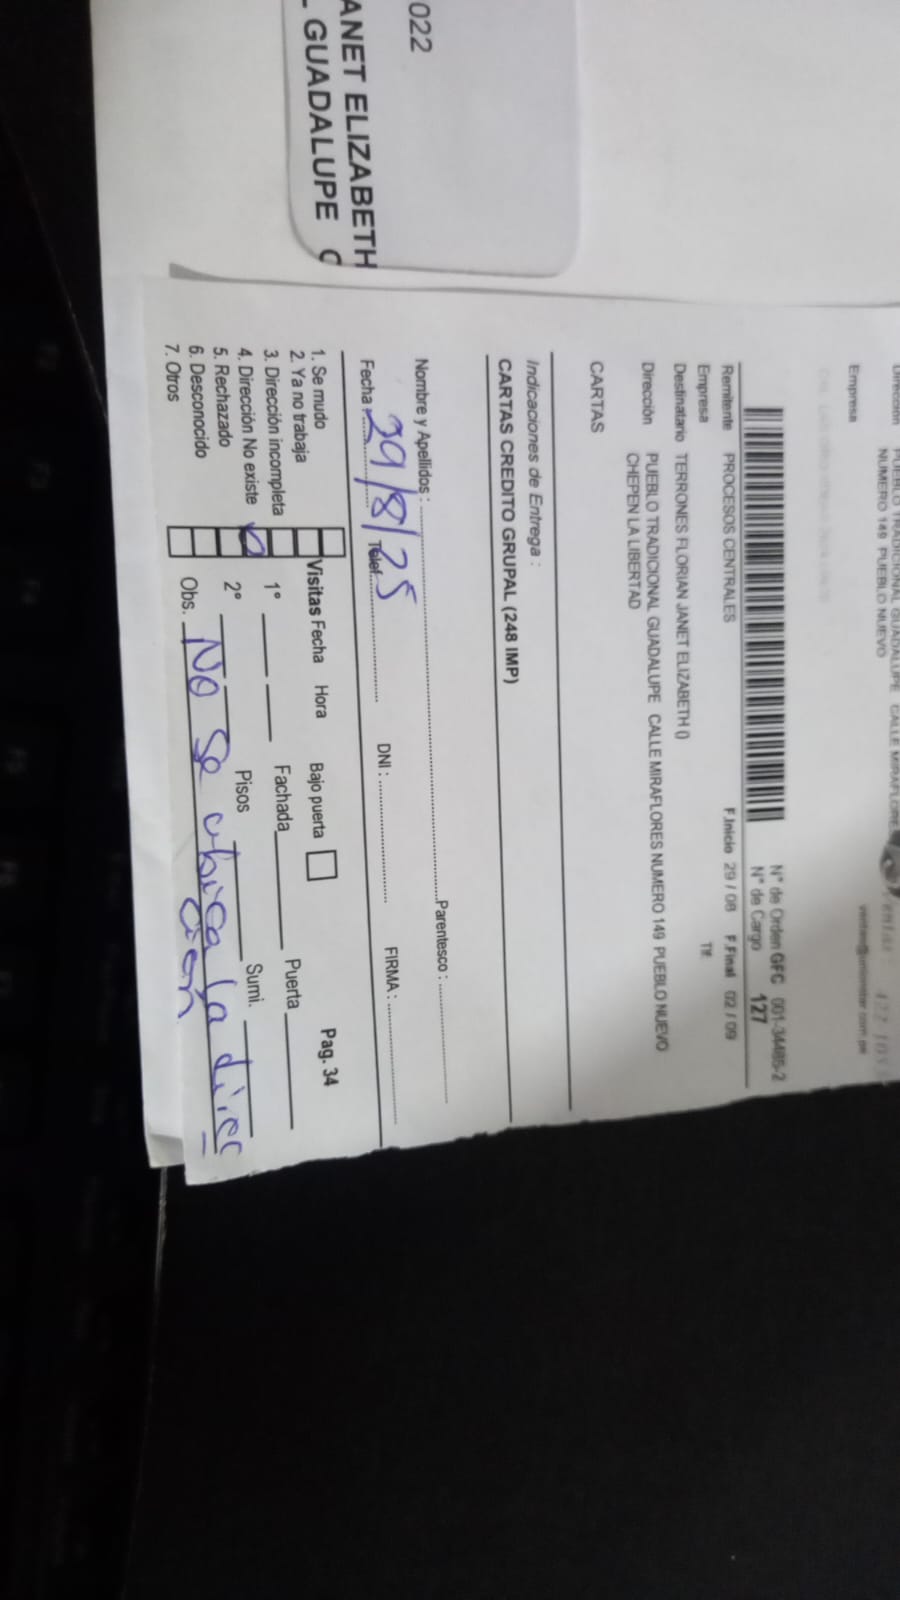 022
ANET ELIZABETH
L GUADALUPE C
Dirección PUEBLO TRADICIONAL GUADALUPE CALLE MIRAFLORES
NUMERO 149 PUEBLO NUEVO
Empresa
N° de Orden GFC 001-34485-2
N° de Cargo 127
Remitente PROCESOS CENTRALES F.Inicio 29 / 08 F.Final 02 / 09
Empresa Tlf.
Destinatario TERRONES FLORIAN JANET ELIZABETH 0
Dirección PUEBLO TRADICIONAL GUADALUPE CALLE MIRAFLORES NUMERO 149 PUEBLO NUEVO
CHEPEN LA LIBERTAD
CARTAS
Indicaciones de Entrega :
CARTAS CREDITO GRUPAL (248 IMP)
Nombre y Apellidos : Parentesco :
Fecha : 29/8/25 Telef. DNI : FIRMA :
1. Se mudo Pag. 34
2. Ya no trabaja Visitas Fecha Hora Bajo puerta
3. Dirección incompleta 1° Fachada Puerta
4. Dirección No existe 2° Pisos Sumi.
5. Rechazado
6. Desconocido Obs. No se ubica la direc
7. Otros cion